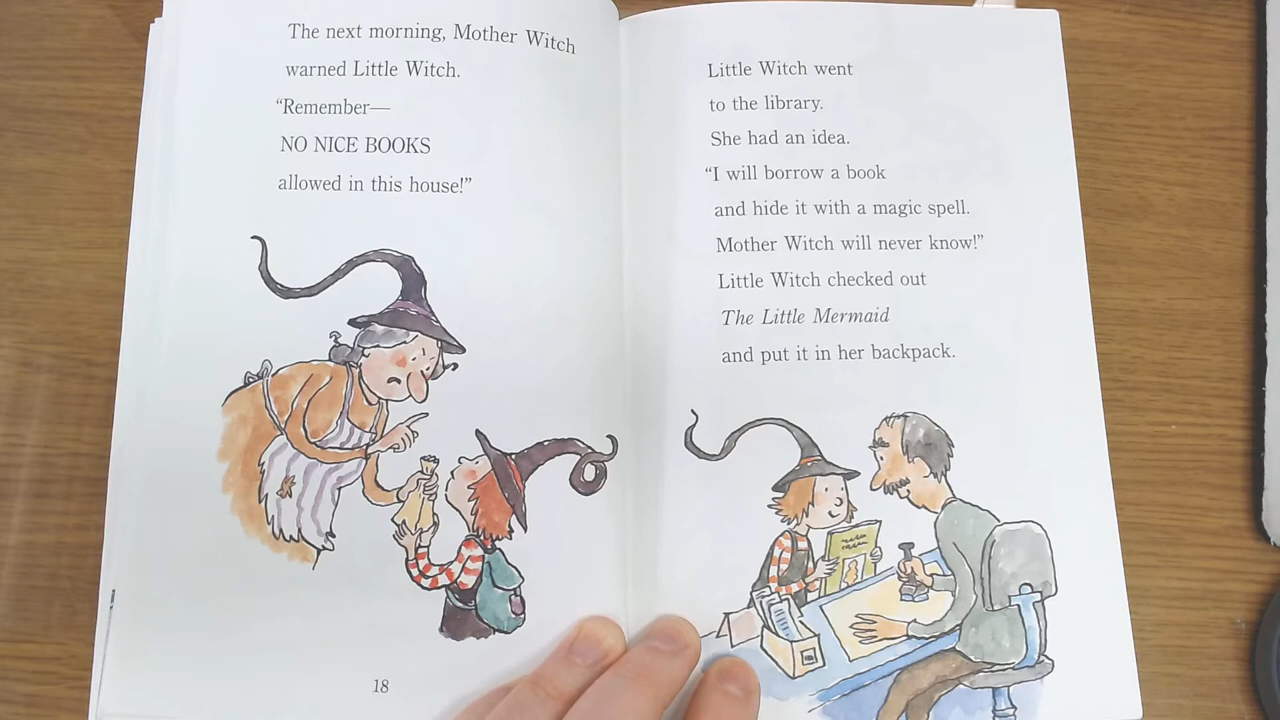 The next morning, Mother Witch
warned Little Witch.
“Remember—
NO NICE BOOKS
allowed in this house!”
18
Little Witch went
to the library.
She had an idea.
“I will borrow a book
and hide it with a magic spell.
Mother Witch will never know!”
Little Witch checked out
The Little Mermaid
and put it in her backpack.